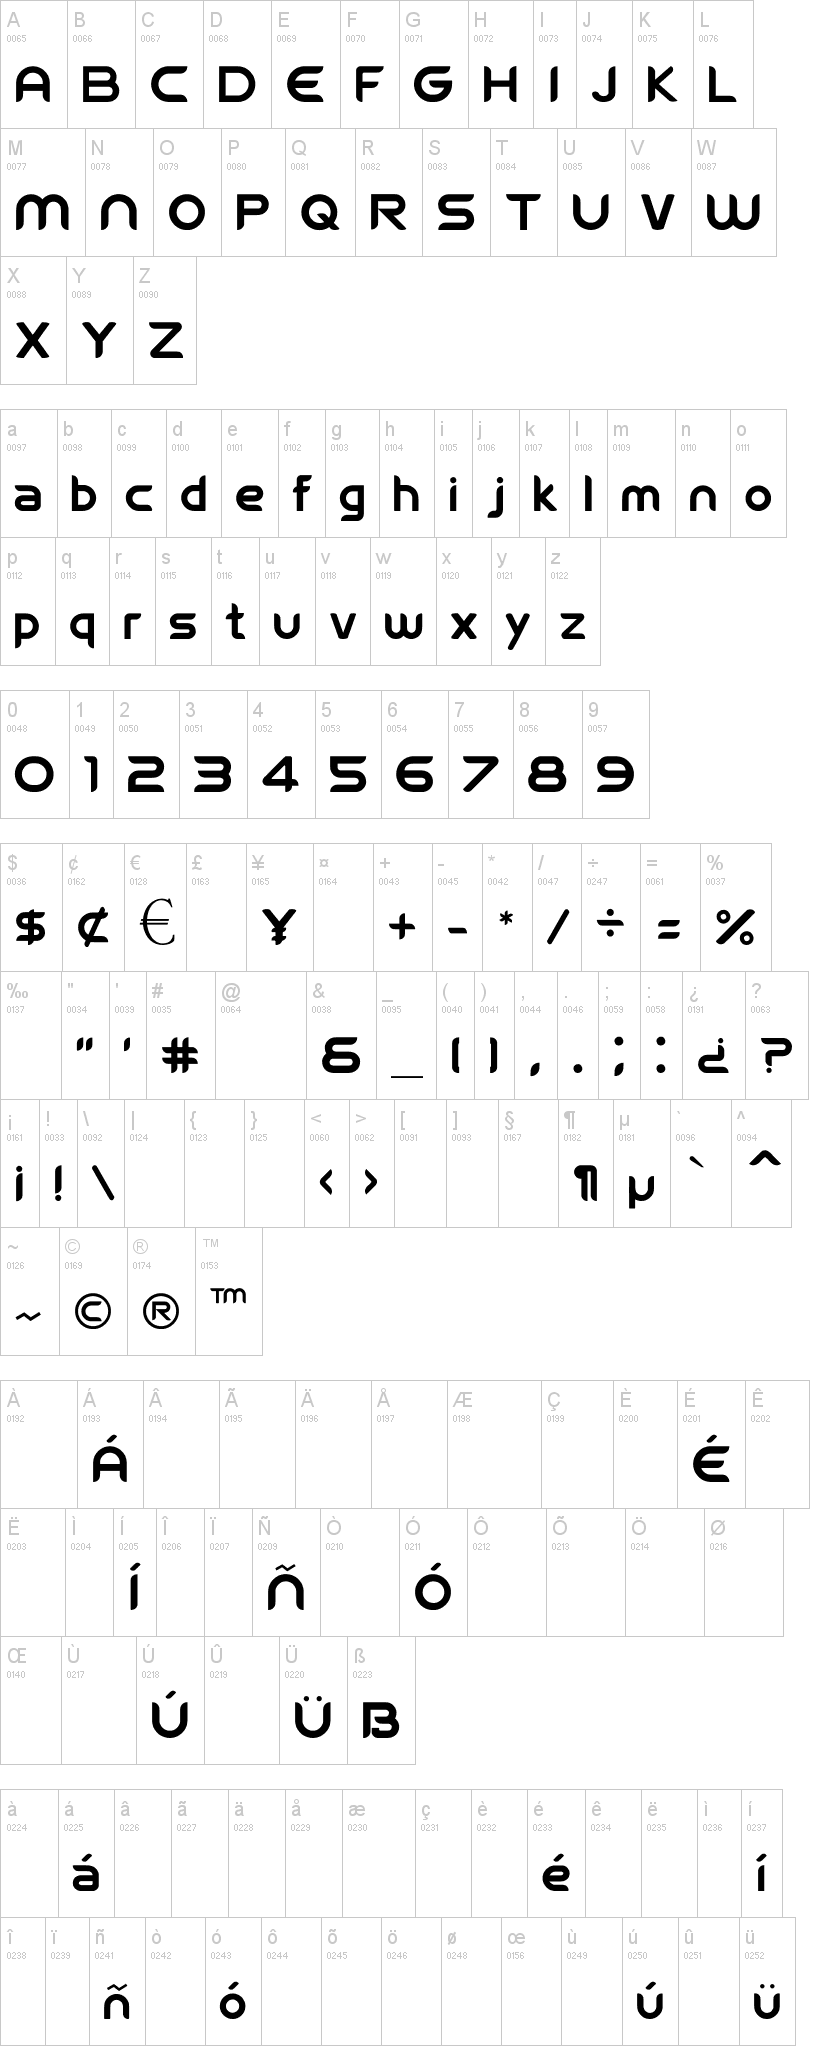 A B C D E F G H I J K L
0065 0066 0067 0068 0069 0070 0071 0072 0073 0074 0075 0076
A B C D E F G H I J K L
M N O P Q R S T U V W
0077 0078 0079 0080 0081 0082 0083 0084 0085 0086 0087
M N O P Q R S T U V W
X Y Z
0088 0089 0090
X Y Z
a b c d e f g h i j k l m n o
0097 0098 0099 0100 0101 0102 0103 0104 0105 0106 0107 0108 0109 0110 0111
a b c d e f g h i j k l m n o
p q r s t u v w x y z
0112 0113 0114 0115 0116 0117 0118 0119 0120 0121 0122
p q r s t u v w x y z
0 1 2 3 4 5 6 7 8 9
0048 0049 0050 0051 0052 0053 0054 0055 0056 0057
0 1 2 3 4 5 6 7 8 9
$ ¢ € £ ¥ ¤ + - * / ÷ = %
0036 0162 0128 0163 0165 0164 0043 0045 0042 0047 0247 0061 0037
$ ¢ € ¥ + - * / ÷ = %
‰ " ' # @ & _ ( ) , . ; : ¿ ?
0137 0034 0039 0035 0064 0038 0095 0040 0041 0044 0046 0059 0058 0191 0063
" ' # & _ ( ) , . ; : ¿ ?
¡ ! \ | { } < > [ ] § ¶ µ ` ^
0161 0033 0092 0124 0123 0125 0060 0062 0091 0093 0167 0182 0181 0096 0094
¡ ! \ < > ¶ µ ` ^
~ © ® ™
0126 0169 0174 0153
~ © ® ™
À Á Â Ã Ä Å Æ Ç È É Ê
0192 0193 0194 0195 0196 0197 0198 0199 0200 0201 0202
Á É
Ë Ì Í Î Ï Ñ Ò Ó Ô Õ Ö Ø
0203 0204 0205 0206 0207 0209 0210 0211 0212 0213 0214 0216
Í Ñ Ó
Œ Ù Ú Û Ü ß
0140 0217 0218 0219 0220 0223
Ú Ü ß
à á â ã ä å æ ç è é ê ë ì í
0224 0225 0226 0227 0228 0229 0230 0231 0232 0233 0234 0235 0236 0237
á é í
î ï ñ ò ó ô õ ö ø œ ù ú û ü
0238 0239 0241 0242 0243 0244 0245 0246 0248 0156 0249 0250 0251 0252
ñ ó ú ü